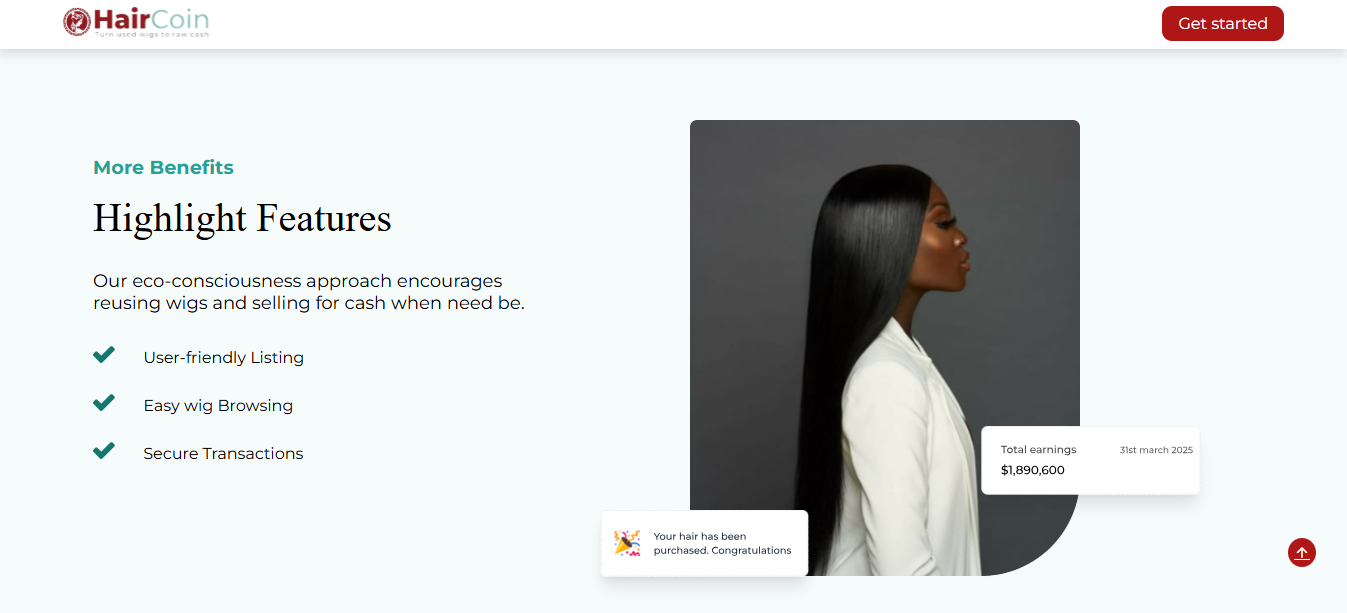 HairCoin
Turn used wigs to raw cash
Get started
More Benefits
Highlight Features
Our eco-consciousness approach encourages
reusing wigs and selling for cash when need be.
User-friendly Listing
Easy wig Browsing
Secure Transactions
Total earnings
31st march 2025
$1,890,600
Your hair has been
purchased. Congratulations